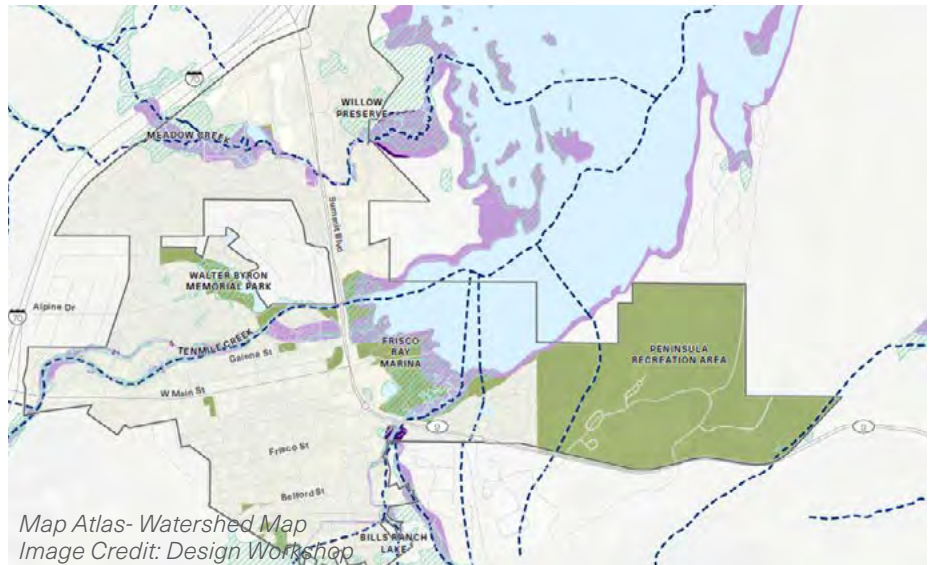 70
WILLOW
PRESERVE
MEADOW CREEK
Summit Blvd
WALTER BYRON
MEMORIAL PARK
Alpine Dr
70
TENMILE CREEK
Galena St
FRISCO
BAY
MARINA
PENINSULA
RECREATION AREA
W Main St
9
9
Frisco St
Belford St
BILLS RANCH
LAKE
Map Atlas- Watershed Map
Image Credit: Design Workshop